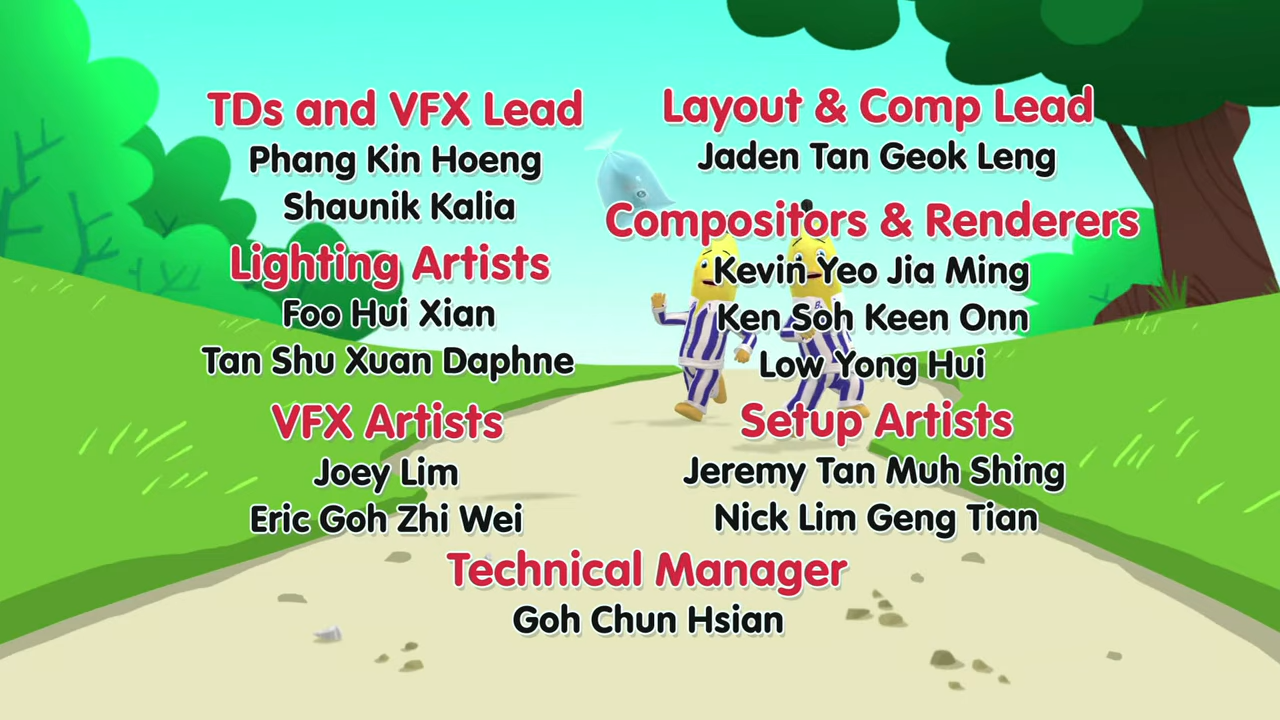 TDs and VFX Lead
Phang Kin Hoeng
Shaunik Kalia
Lighting Artists
Foo Hui Xian
Tan Shu Xuan Daphne
VFX Artists
Joey Lim
Eric Goh Zhi Wei
Layout & Comp Lead
Jaden Tan Geok Leng
Compositors & Renderers
Kevin Yeo Jia Ming
Ken Soh Keen Onn
Low Yong Hui
Setup Artists
Jeremy Tan Muh Shing
Nick Lim Geng Tian
Technical Manager
Goh Chun Hsian